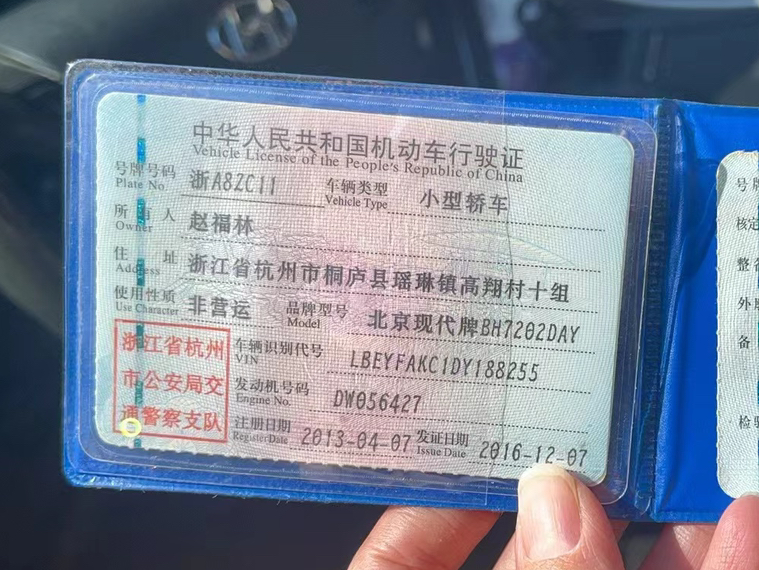 中华人民共和国机动车行驶证
Vehicle License of the People's Republic of China
号牌号码 浙A8ZC11 车辆类型 小型轿车
Plate No. Vehicle Type
所有人 赵福林
Owner
住址 浙江省杭州市桐庐县瑶琳镇高翔村十组
Address
使用性质 非营运 品牌型号 北京现代牌BH7202DAY
Use Character Model
浙江省杭州
市公安局交
通警察支队
车辆识别代号 LBEYFAKC1DY188255
VIN
发动机号码 DW056427
Engine No.
注册日期 2013-04-07 发证日期 2016-12-07
Register Date Issue Date
号牌
核定
整备
外廓
备
检验